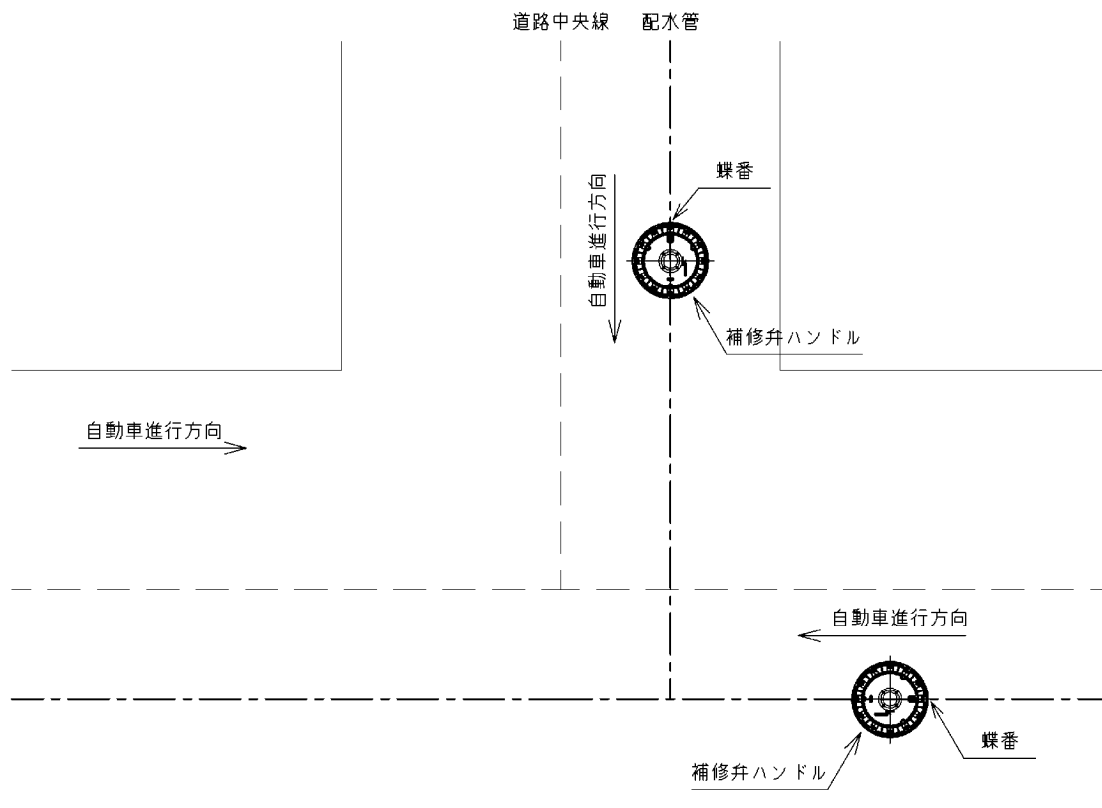 道路中央線 配水管
蝶番
自動車進行方向
補修弁ハンドル
自動車進行方向
自動車進行方向
蝶番
補修弁ハンドル